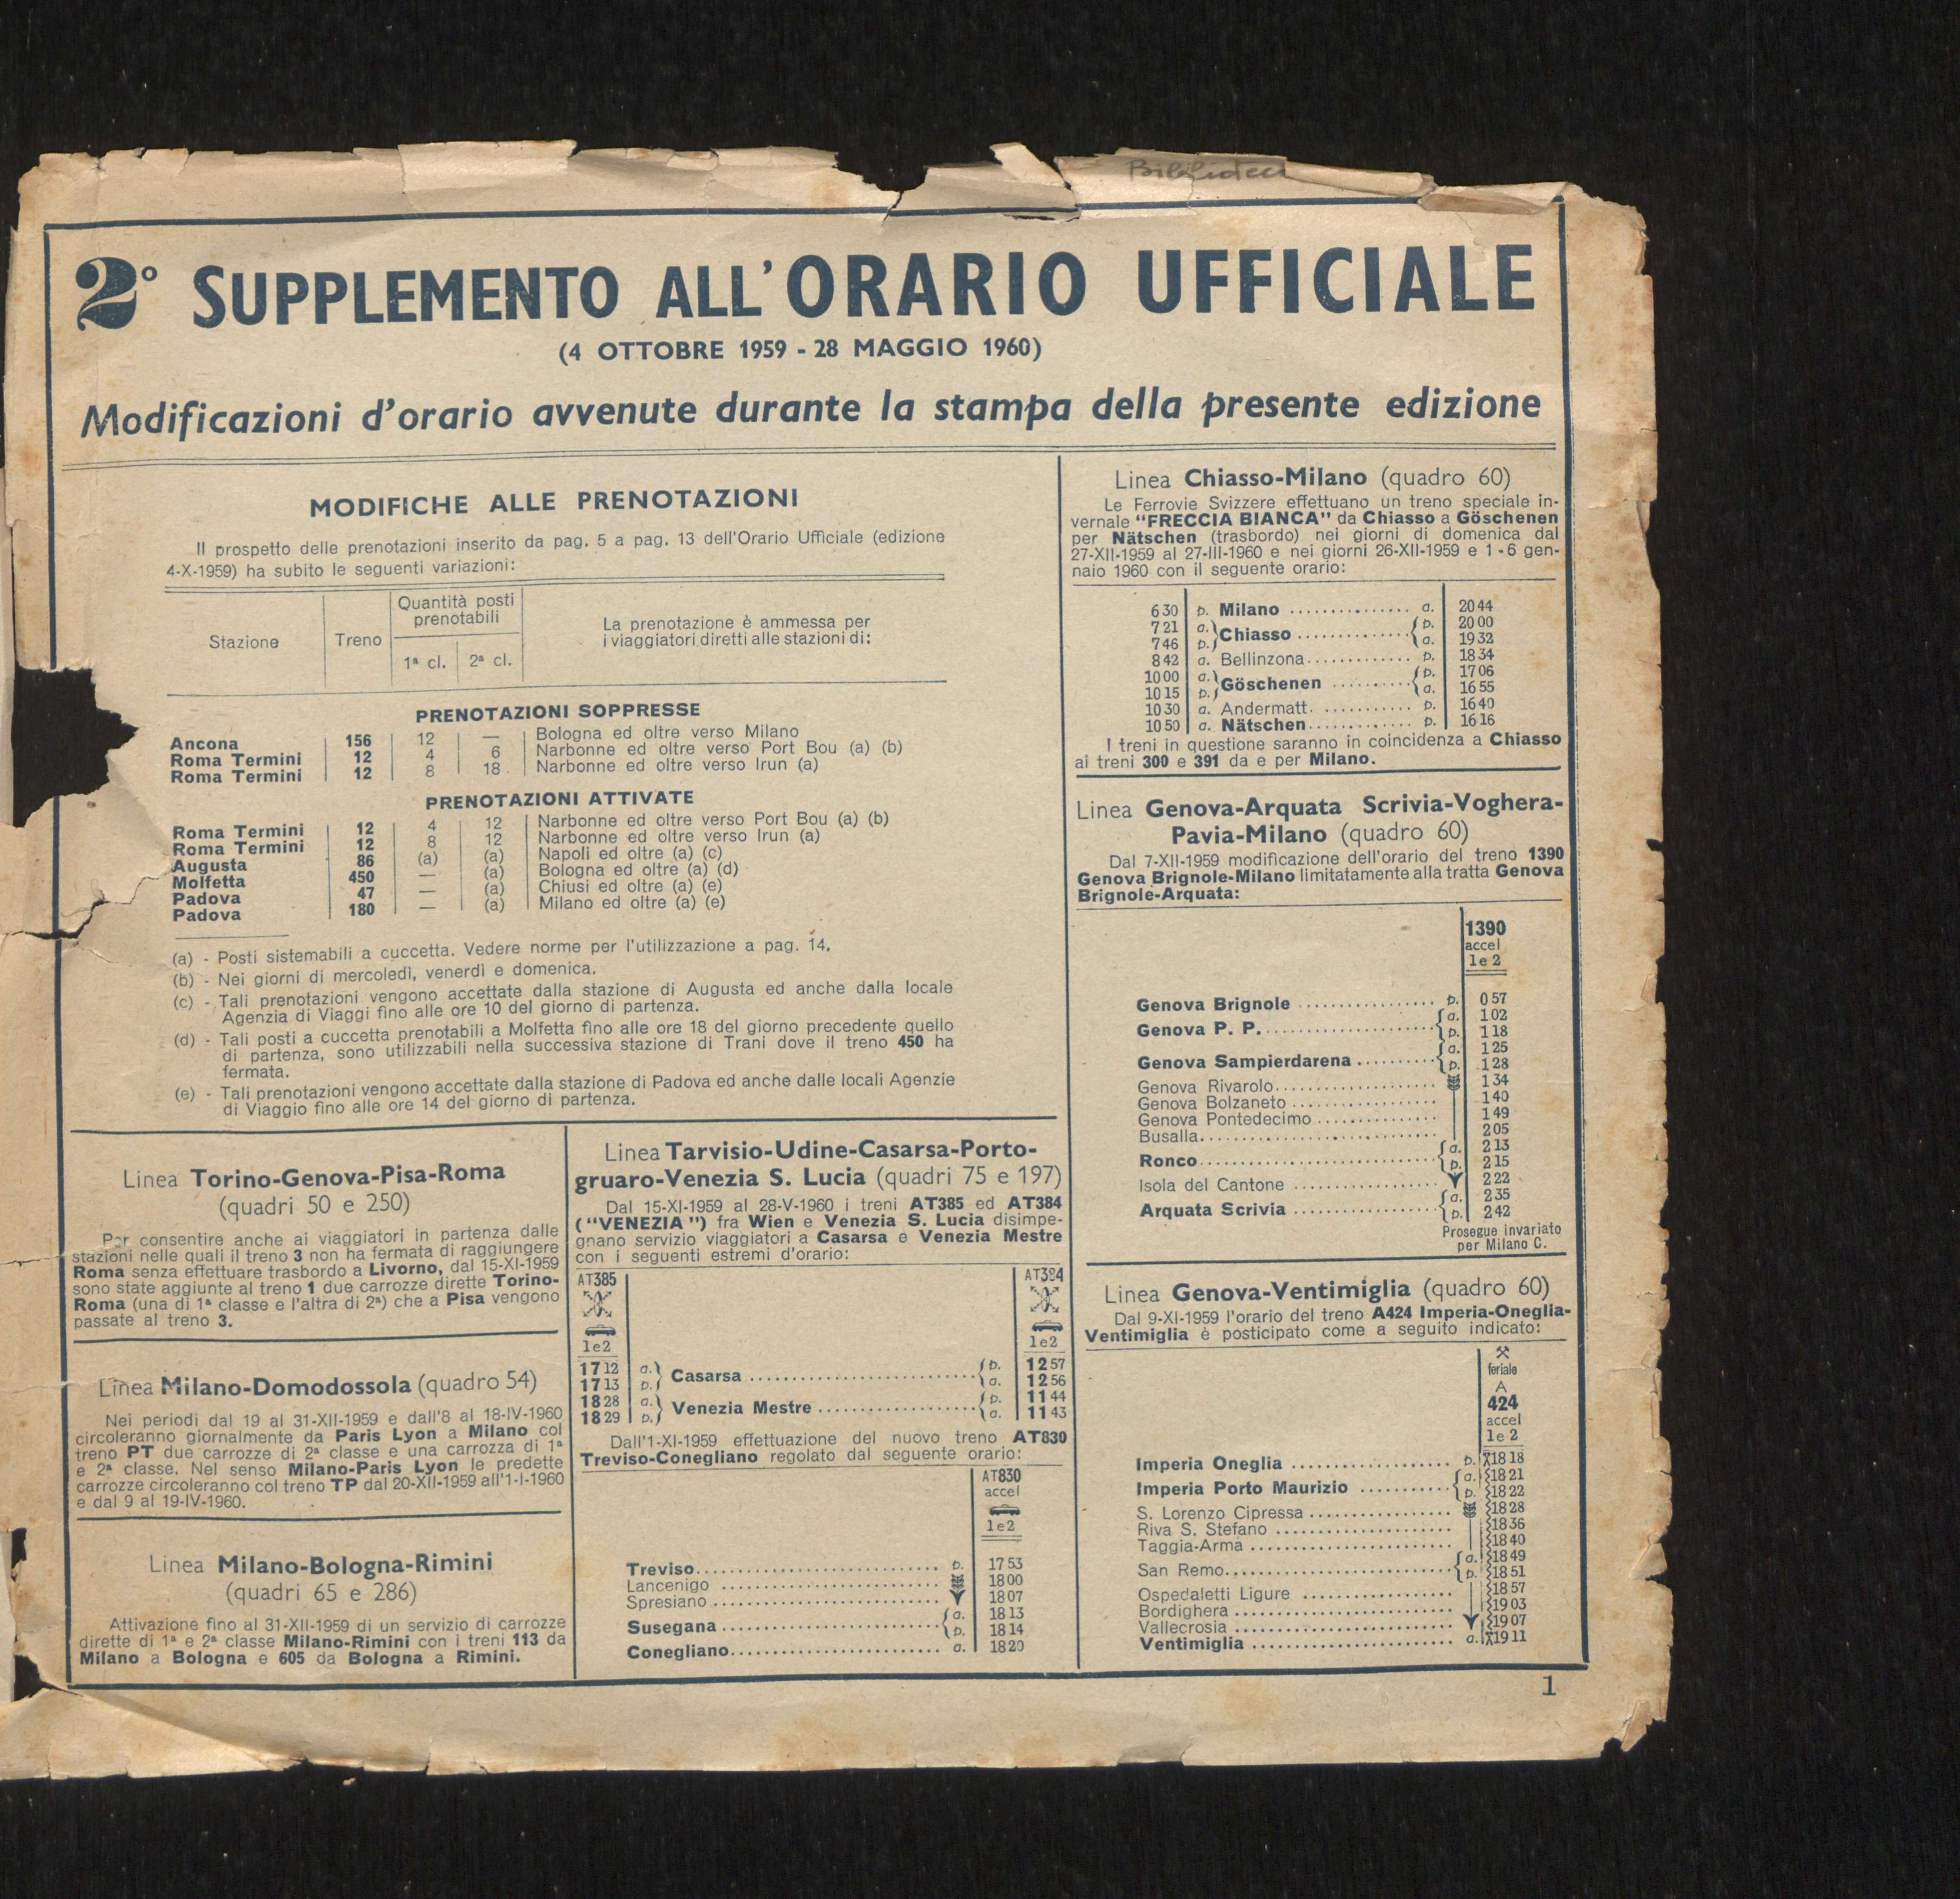 Biblioteca
2° SUPPLEMENTO ALL'ORARIO UFFICIALE
(4 OTTOBRE 1959 - 28 MAGGIO 1960)
Modificazioni d'orario avvenute durante la stampa della presente edizione
MODIFICHE ALLE PRENOTAZIONI
Il prospetto delle prenotazioni inserito da pag. 5 a pag. 13 dell'Orario Ufficiale (edizione
4-X-1959) ha subito le seguenti variazioni:
Stazione Treno Quantità posti prenotabili 1ª cl. 2ª cl. La prenotazione è ammessa per i viaggiatori diretti alle stazioni di:
PRENOTAZIONI SOPPRESSE
Ancona 156 12 — Bologna ed oltre verso Milano
Roma Termini 12 4 6 Narbonne ed oltre verso Port Bou (a) (b)
Roma Termini 12 8 18 Narbonne ed oltre verso Irun (a)
PRENOTAZIONI ATTIVATE
Roma Termini 12 4 12 Narbonne ed oltre verso Port Bou (a) (b)
Roma Termini 12 8 12 Narbonne ed oltre verso Irun (a)
Augusta 86 (a) (a) Napoli ed oltre (a) (c)
Molfetta 450 — (a) Bologna ed oltre (a) (d)
Padova 47 — (a) Chiusi ed oltre (a) (e)
Padova 180 — (a) Milano ed oltre (a) (e)
(a) - Posti sistemabili a cuccetta. Vedere norme per l'utilizzazione a pag. 14.
(b) - Nei giorni di mercoledì, venerdì e domenica.
(c) - Tali prenotazioni vengono accettate dalla stazione di Augusta ed anche dalla locale
Agenzia di Viaggi fino alle ore 10 del giorno di partenza.
(d) - Tali posti a cuccetta prenotabili a Molfetta fino alle ore 18 del giorno precedente quello
di partenza, sono utilizzabili nella successiva stazione di Trani dove il treno 450 ha
fermata.
(e) - Tali prenotazioni vengono accettate dalla stazione di Padova ed anche dalle locali Agenzie
di Viaggio fino alle ore 14 del giorno di partenza.
Linea Torino-Genova-Pisa-Roma
(quadri 50 e 250)
Per consentire anche ai viaggiatori in partenza dalle
stazioni nelle quali il treno 3 non ha fermata di raggiungere
Roma senza effettuare trasbordo a Livorno, dal 15-XI-1959
sono state aggiunte al treno 1 due carrozze dirette Torino-
Roma (una di 1ª classe e l'altra di 2ª) che a Pisa vengono
passate al treno 3.
Linea Milano-Domodossola (quadro 54)
Nei periodi dal 19 al 31-XII-1959 e dall'8 al 18-IV-1960
circoleranno giornalmente da Paris Lyon a Milano col
treno PT due carrozze di 2ª classe e una carrozza di 1ª
e 2ª classe. Nel senso Milano-Paris Lyon le predette
carrozze circoleranno col treno TP dal 20-XII-1959 all'1-I-1960
e dal 9 al 19-IV-1960.
Linea Milano-Bologna-Rimini
(quadri 65 e 286)
Attivazione fino al 31-XII-1959 di un servizio di carrozze
dirette di 1ª e 2ª classe Milano-Rimini con i treni 113 da
Milano a Bologna e 605 da Bologna a Rimini.
Linea Tarvisio-Udine-Casarsa-Porto-
gruaro-Venezia S. Lucia (quadri 75 e 197)
Dal 15-XI-1959 al 28-V-1960 i treni AT385 ed AT384
("VENEZIA") fra Wien e Venezia S. Lucia disimpe-
gnano servizio viaggiatori a Casarsa e Venezia Mestre
con i seguenti estremi d'orario:
AT385 AT384
1e2 1e2
17 12 a. Casarsa p. 12 57
17 13 p. a. 12 56
18 28 a. Venezia Mestre p. 11 44
18 29 p. a. 11 43
Dall'1-XI-1959 effettuazione del nuovo treno AT830
Treviso-Conegliano regolato dal seguente orario:
AT830
accel
1e2
Treviso p. 17 53
Lancenigo 18 00
Spresiano 18 07
Susegana a. 18 13
p. 18 14
Conegliano a. 18 20
Linea Chiasso-Milano (quadro 60)
Le Ferrovie Svizzere effettuano un treno speciale in-
vernale "FRECCIA BIANCA" da Chiasso a Göschenen
per Nätschen (trasbordo) nei giorni di domenica dal
27-XII-1959 al 27-III-1960 e nei giorni 26-XII-1959 e 1 - 6 gen-
naio 1960 con il seguente orario:
6 30 p. Milano a. 20 44
7 21 a. Chiasso p. 20 00
7 46 p. a. 19 32
8 42 a. Bellinzona p. 18 34
10 00 a. Göschenen p. 17 06
10 15 p. a. 16 55
10 30 a. Andermatt p. 16 40
10 50 a. Nätschen p. 16 16
I treni in questione saranno in coincidenza a Chiasso
ai treni 300 e 391 da e per Milano.
Linea Genova-Arquata Scrivia-Voghera-
Pavia-Milano (quadro 60)
Dal 7-XII-1959 modificazione dell'orario del treno 1390
Genova Brignole-Milano limitatamente alla tratta Genova
Brignole-Arquata:
1390
accel
1e2
Genova Brignole p. 0 57
Genova P. P. a. 1 02
p. 1 18
Genova Sampierdarena a. 1 25
p. 1 28
Genova Rivarolo 1 34
Genova Bolzaneto 1 40
Genova Pontedecimo 1 49
Busalla 2 05
Ronco a. 2 13
p. 2 15
Isola del Cantone 2 22
Arquata Scrivia a. 2 35
p. 2 42
Prosegue invariato
per Milano C.
Linea Genova-Ventimiglia (quadro 60)
Dal 9-XI-1959 l'orario del treno A424 Imperia-Oneglia-
Ventimiglia è posticipato come a seguito indicato:
feriale
A
424
accel
1e2
Imperia Oneglia p. 18 18
Imperia Porto Maurizio a. 18 21
p. 18 22
S. Lorenzo Cipressa 18 28
Riva S. Stefano 18 36
Taggia-Arma 18 40
San Remo a. 18 49
p. 18 51
Ospedaletti Ligure 18 57
Bordighera 19 03
Vallecrosia 19 07
Ventimiglia a. 19 11
1